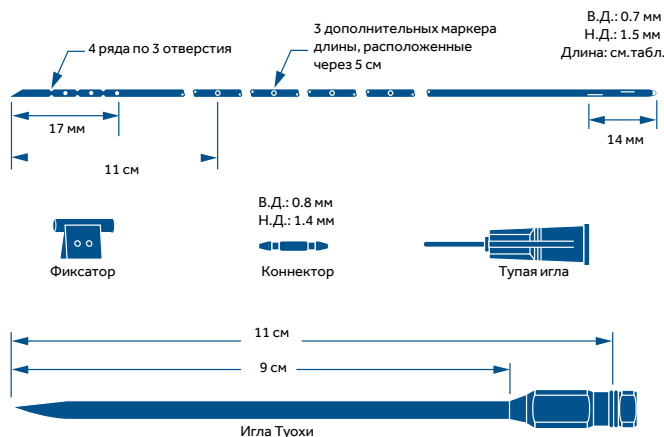 4 ряда по 3 отверстия
3 дополнительных маркера
длины, расположенные
через 5 см
В.Д.: 0.7 мм
Н.Д.: 1.5 мм
Длина: см.табл.
17 мм
14 мм
11 см
В.Д.: 0.8 мм
Н.Д.: 1.4 мм
Фиксатор
Коннектор
Тупая игла
11 см
9 см
Игла Туохи